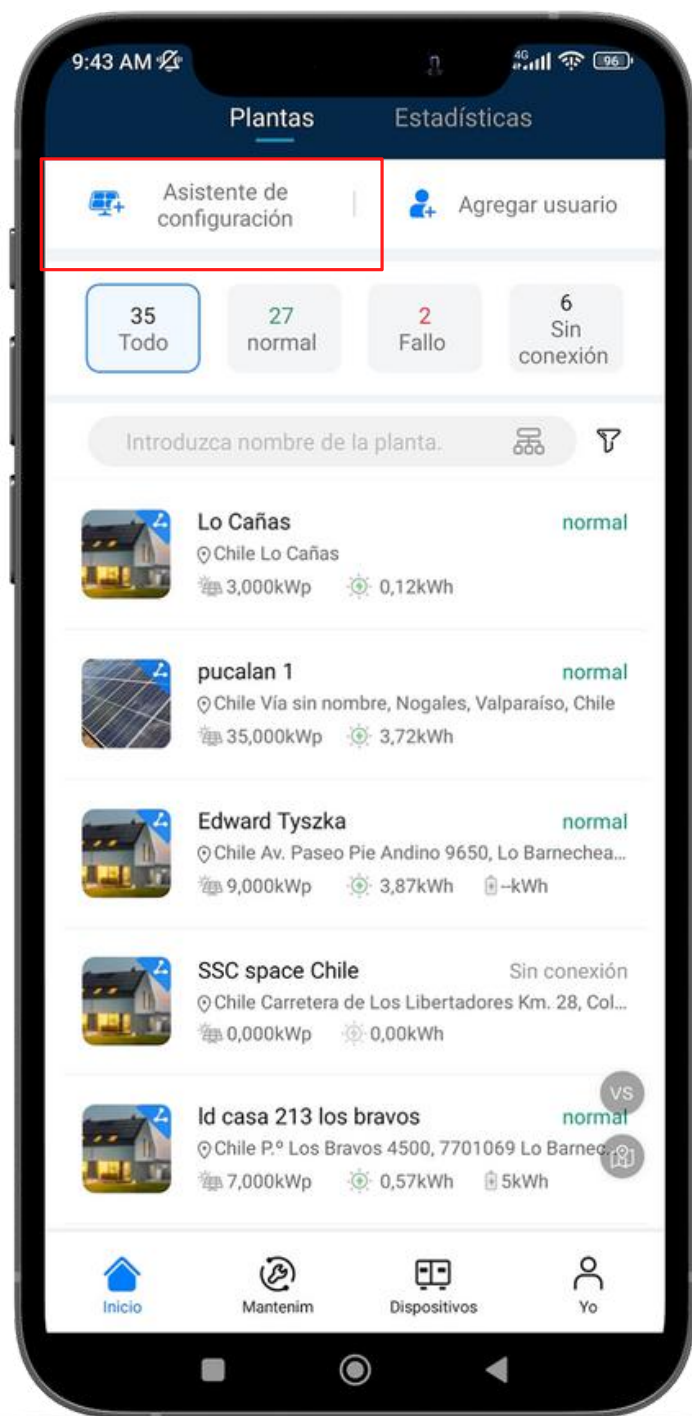 9:43 AM 4G 96
Plantas Estadísticas
Asistente de
configuración
Agregar usuario
35
Todo
27
normal
2
Fallo
6
Sin
conexión
Introduzca nombre de la planta.
Lo Cañas normal
Chile Lo Cañas
3,000kWp 0,12kWh
pucalan 1 normal
Chile Vía sin nombre, Nogales, Valparaíso, Chile
35,000kWp 3,72kWh
Edward Tyszka normal
Chile Av. Paseo Pie Andino 9650, Lo Barnechea...
9,000kWp 3,87kWh --kWh
SSC space Chile Sin conexión
Chile Carretera de Los Libertadores Km. 28, Col...
0,000kWp 0,00kWh
VS
ld casa 213 los bravos normal
Chile P.º Los Bravos 4500, 7701069 Lo Barnec...
7,000kWp 0,57kWh 5kWh
Inicio Mantenim Dispositivos Yo